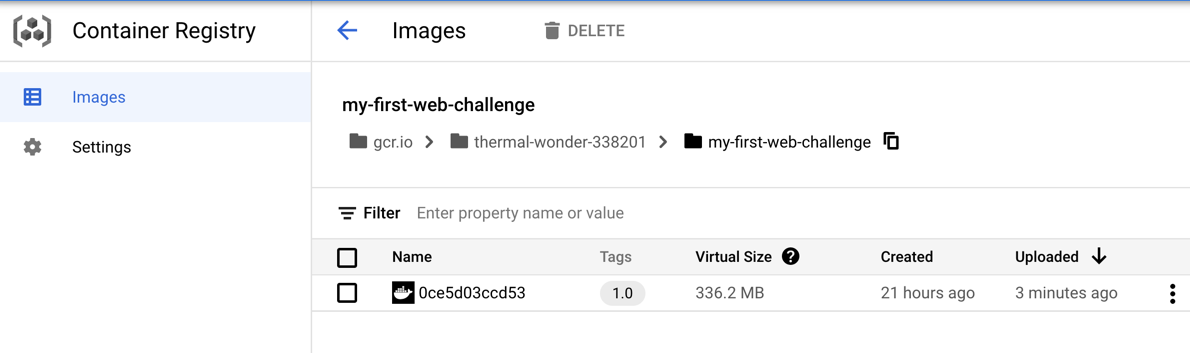 Container Registry
Images
DELETE
Images
Settings
my-first-web-challenge
gcr.io > thermal-wonder-338201 > my-first-web-challenge
Filter Enter property name or value
Name Tags Virtual Size ? Created Uploaded
0ce5d03ccd53 1.0 336.2 MB 21 hours ago 3 minutes ago